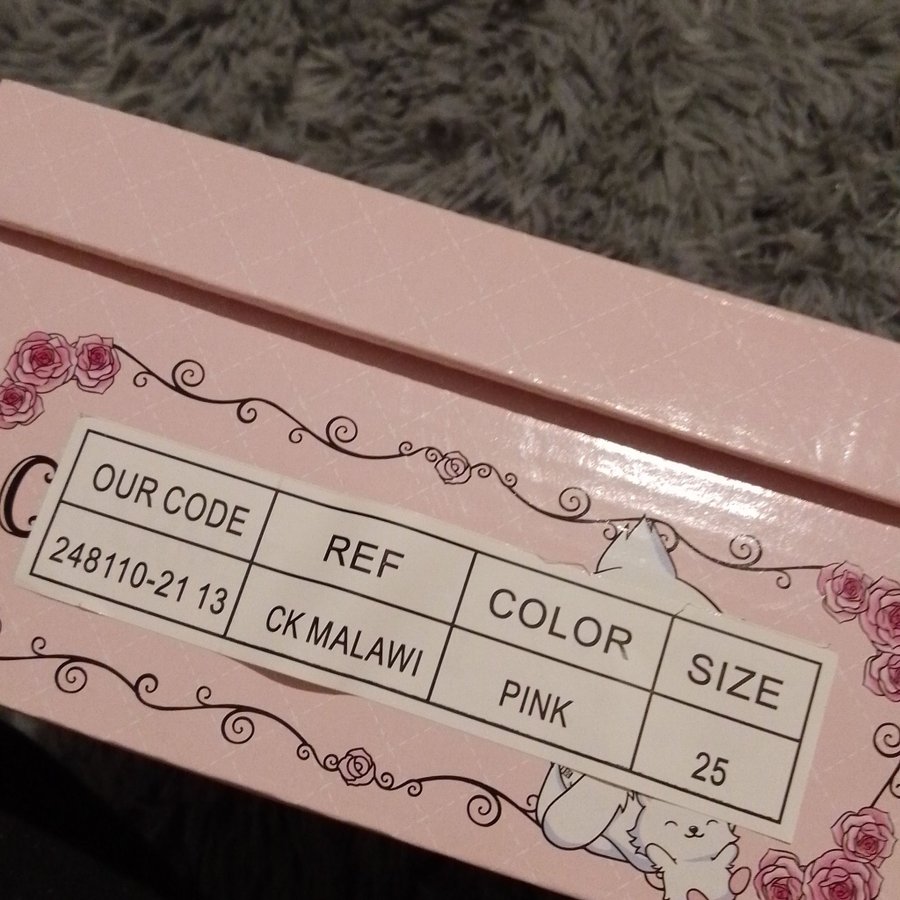 OUR CODE REF COLOR SIZE
248110-21 13 CK MALAWI PINK 25